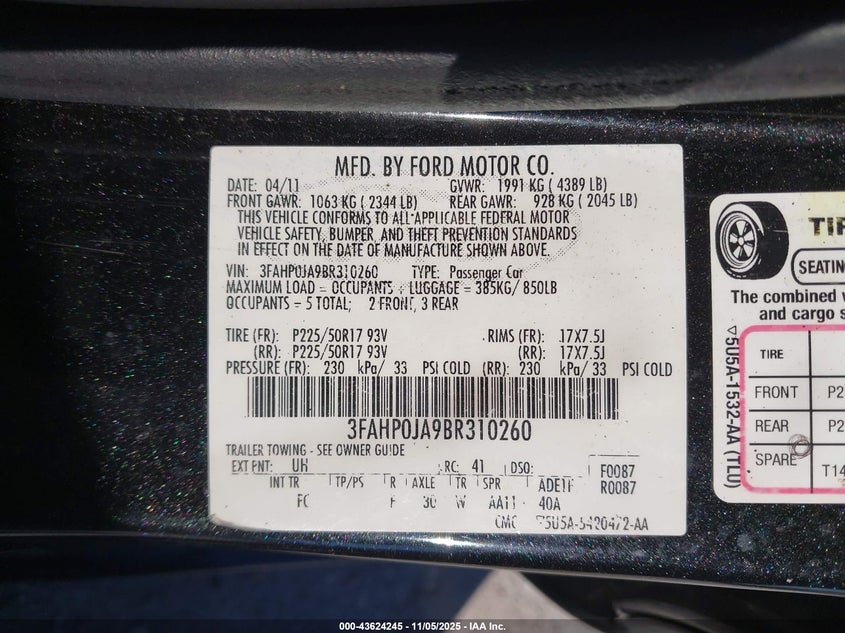 MFD. BY FORD MOTOR CO.
DATE: 04/11 GVWR: 1991 KG ( 4389 LB)
FRONT GAWR: 1063 KG ( 2344 LB) REAR GAWR: 928 KG ( 2045 LB)
THIS VEHICLE CONFORMS TO ALL APPLICABLE FEDERAL MOTOR
VEHICLE SAFETY, BUMPER, AND THEFT PREVENTION STANDARDS
IN EFFECT ON THE DATE OF MANUFACTURE SHOWN ABOVE.
VIN: 3FAHP0JA9BR310260 TYPE: Passenger Car
MAXIMUM LOAD = OCCUPANTS + LUGGAGE = 385KG/ 850LB
OCCUPANTS = 5 TOTAL; 2 FRONT, 3 REAR
TIRE (FR): P225/50R17 93V RIMS (FR): 17X7.5J
(RR): P225/50R17 93V (RR): 17X7.5J
PRESSURE (FR): 230 kPa/ 33 PSI COLD (RR): 230 kPa/ 33 PSI COLD
3FAHP0JA9BR310260
TRAILER TOWING - SEE OWNER GUIDE
EXT PNT: UH RC: 41 DSO: F0087
R0087
INT TR TP/PS R AXLE TR SPR ADE1F
FC F 30 W AA11 40A
CMC 5U5A-5420472-AA
TIR
SEATING
The combined
and cargo s
TIRE
FRONT P2
REAR P2
SPARE T14
5U5A-1532-AA (TLU)
000--43624245 -- 11/05/2025 -- IAA Inc.